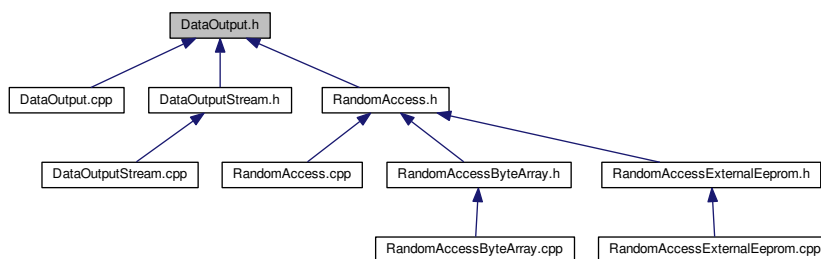 DataOutput.h
DataOutput.cpp
DataOutputStream.h
RandomAccess.h
DataOutputStream.cpp
RandomAccess.cpp
RandomAccessByteArray.h
RandomAccessExternalEeprom.h
RandomAccessByteArray.cpp
RandomAccessExternalEeprom.cpp